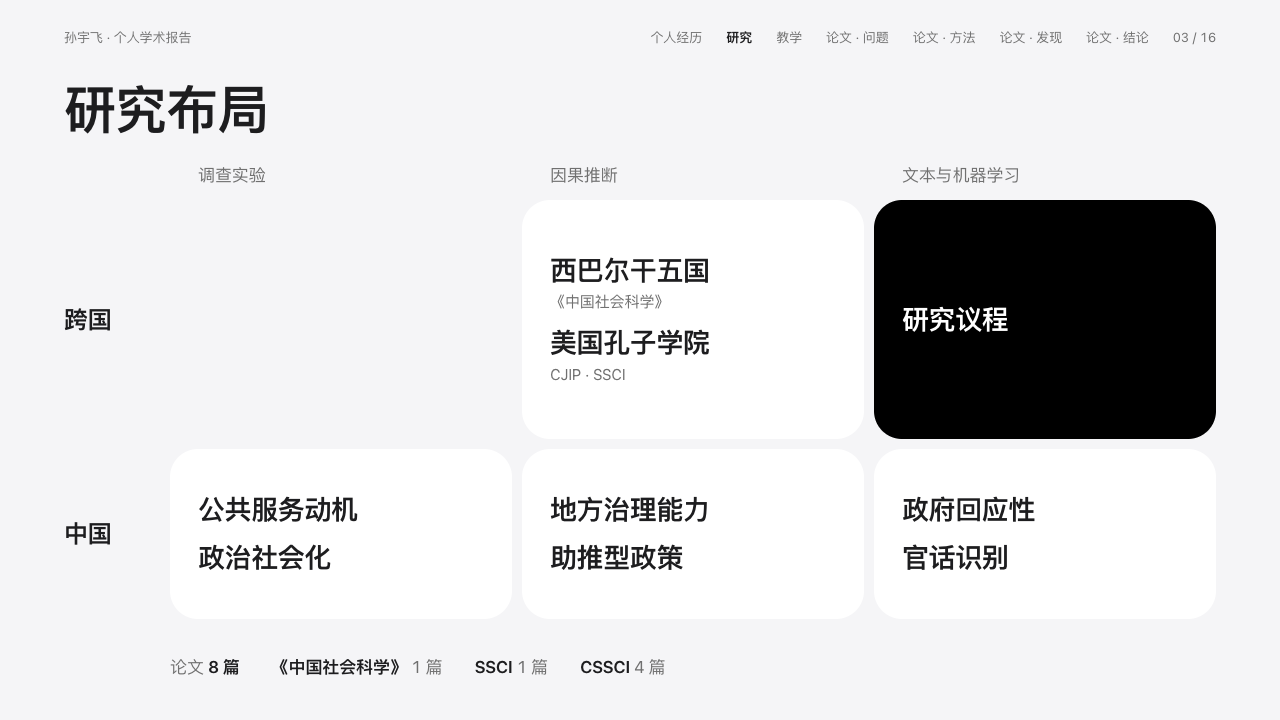 孙宇飞 · 个人学术报告
个人经历 研究 教学 论文 · 问题 论文 · 方法 论文 · 发现 论文 · 结论 03 / 16
研究布局
调查实验 因果推断 文本与机器学习
跨国
西巴尔干五国
《中国社会科学》
美国孔子学院
CJIP · SSCI
研究议程
中国
公共服务动机
政治社会化
地方治理能力
助推型政策
政府回应性
官话识别
论文 8 篇 《中国社会科学》 1 篇 SSCI 1 篇 CSSCI 4 篇